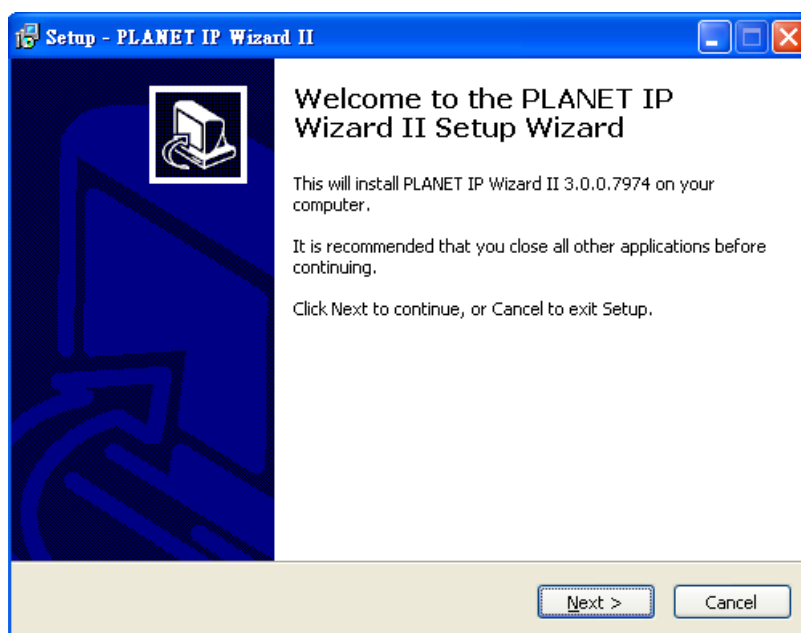 Setup - PLANET IP Wizard II
Welcome to the PLANET IP
Wizard II Setup Wizard
This will install PLANET IP Wizard II 3.0.0.7974 on your
computer.
It is recommended that you close all other applications before
continuing.
Click Next to continue, or Cancel to exit Setup.
Next >
Cancel